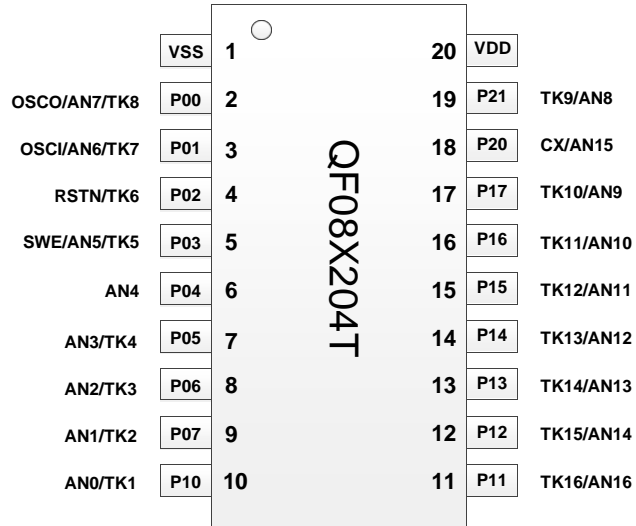 VSS 1 20 VDD
OSCO/AN7/TK8 P00 2 19 P21 TK9/AN8
OSCI/AN6/TK7 P01 3 18 P20 CX/AN15
RSTN/TK6 P02 4 17 P17 TK10/AN9
SWE/AN5/TK5 P03 5 16 P16 TK11/AN10
AN4 P04 6 15 P15 TK12/AN11
AN3/TK4 P05 7 14 P14 TK13/AN12
AN2/TK3 P06 8 13 P13 TK14/AN13
AN1/TK2 P07 9 12 P12 TK15/AN14
AN0/TK1 P10 10 11 P11 TK16/AN16
QF08X204T